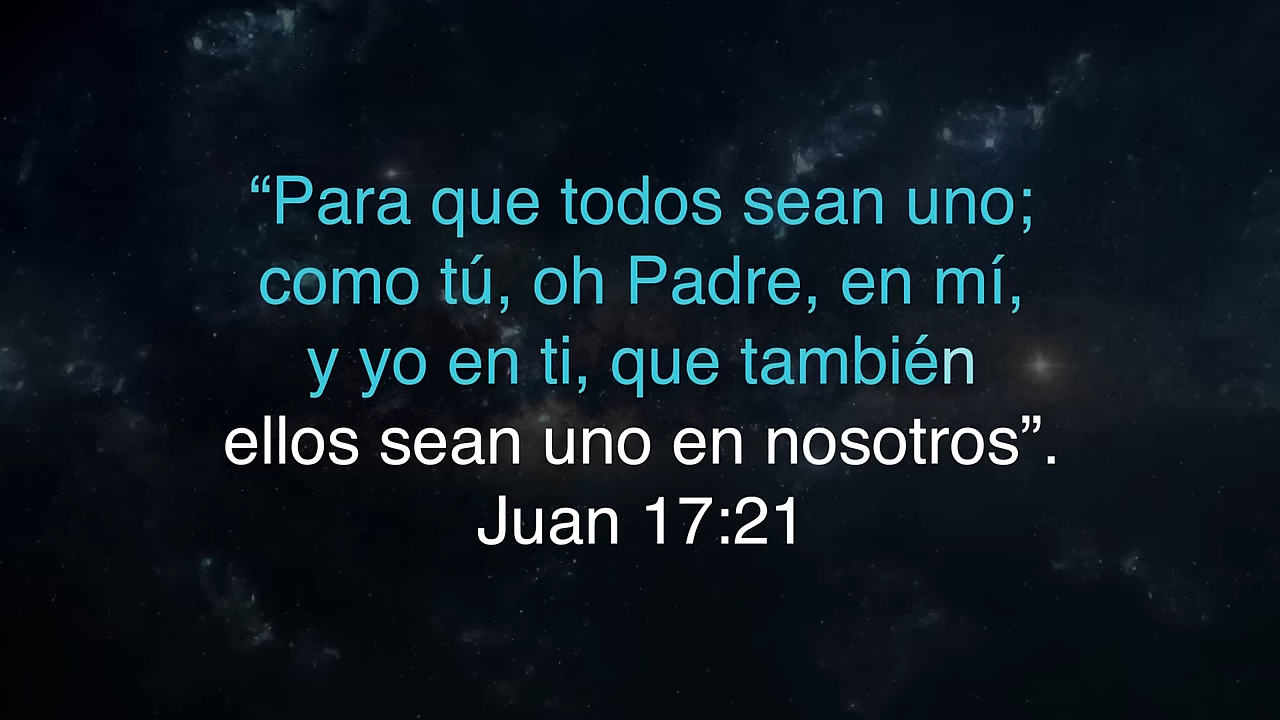 “Para que todos sean uno;
como tú, oh Padre, en mí,
y yo en ti, que también
ellos sean uno en nosotros”.
Juan 17:21